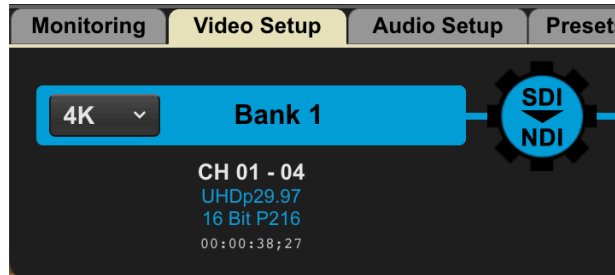 Monitoring Video Setup Audio Setup Preset
4K Bank 1 SDI
NDI
CH 01 - 04
UHDp29.97
16 Bit P216
00:00:38;27